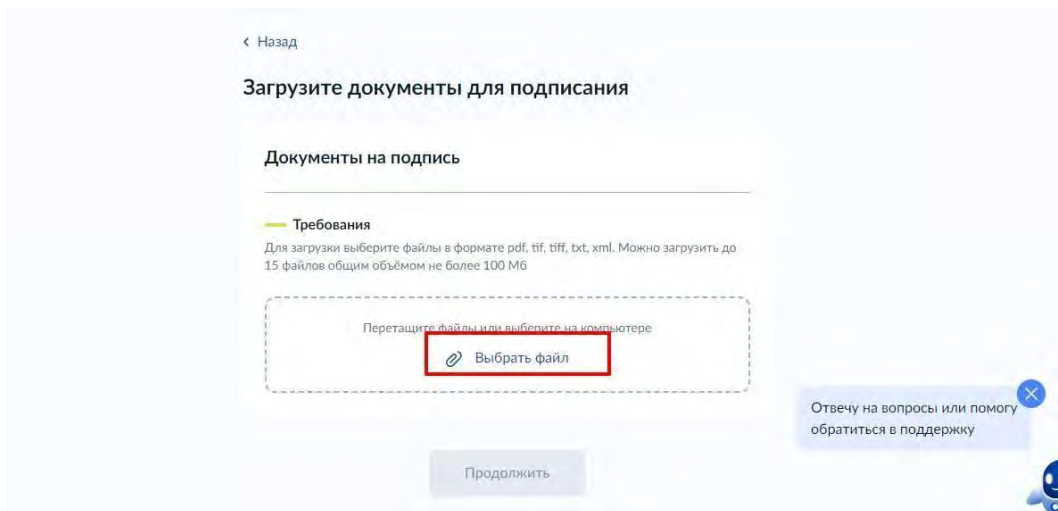 ‹ Назад
Загрузите документы для подписания
Документы на подпись
Требования
Для загрузки выберите файлы в формате pdf, tif, tiff, txt, xml. Можно загрузить до
15 файлов общим объёмом не более 100 Мб
Перетащите файлы или выберите на компьютере
Выбрать файл
Отвечу на вопросы или помогу
обратиться в поддержку
Продолжить